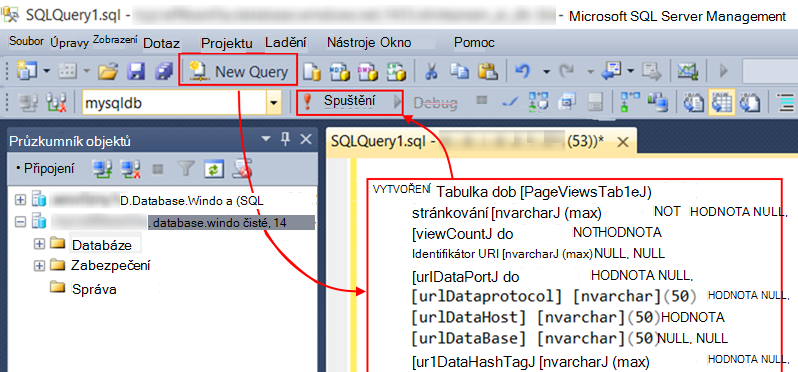 SQLQuery1.sql - Microsoft SQL Server Management
Soubor Úpravy Zobrazení Dotaz Projektu Ladění Nástroje Okno Pomoc
New Query
mysqldb Spuštění Debug
Průzkumník objektů
SQLQuery1.sql - (53))*
Připojení
D.Database.Windo a (SQL
. database.windo čisté, 14
Databáze
Zabezpečení
Správa
VYTVOŘENÍ Tabulka dob [PageViewsTab1eJ)
stránkování [nvarcharJ (max) NOT HODNOTA NULL,
[viewCountJ do NOTHODNOTA
Identifikátor URI [nvarcharJ (max) NULL, NULL
[urlDataPortJ do HODNOTA NULL,
[urlDataprotocol] [nvarchar](50) HODNOTA NULL,
[urlDataHost] [nvarchar](50)HODNOTA
[urlDataBase] [nvarchar](50)NULL, NULL
[ur1DataHashTagJ [nvarcharJ (max) HODNOTA NULL,